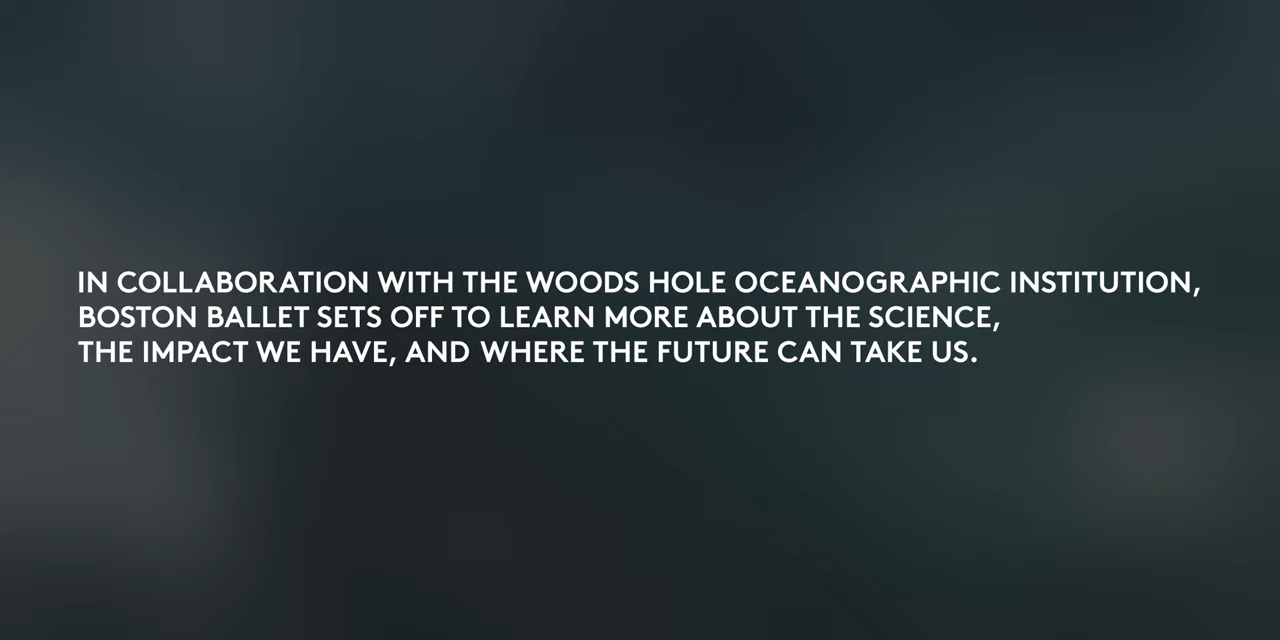 IN COLLABORATION WITH THE WOODS HOLE OCEANOGRAPHIC INSTITUTION,
BOSTON BALLET SETS OFF TO LEARN MORE ABOUT THE SCIENCE,
THE IMPACT WE HAVE, AND WHERE THE FUTURE CAN TAKE US.